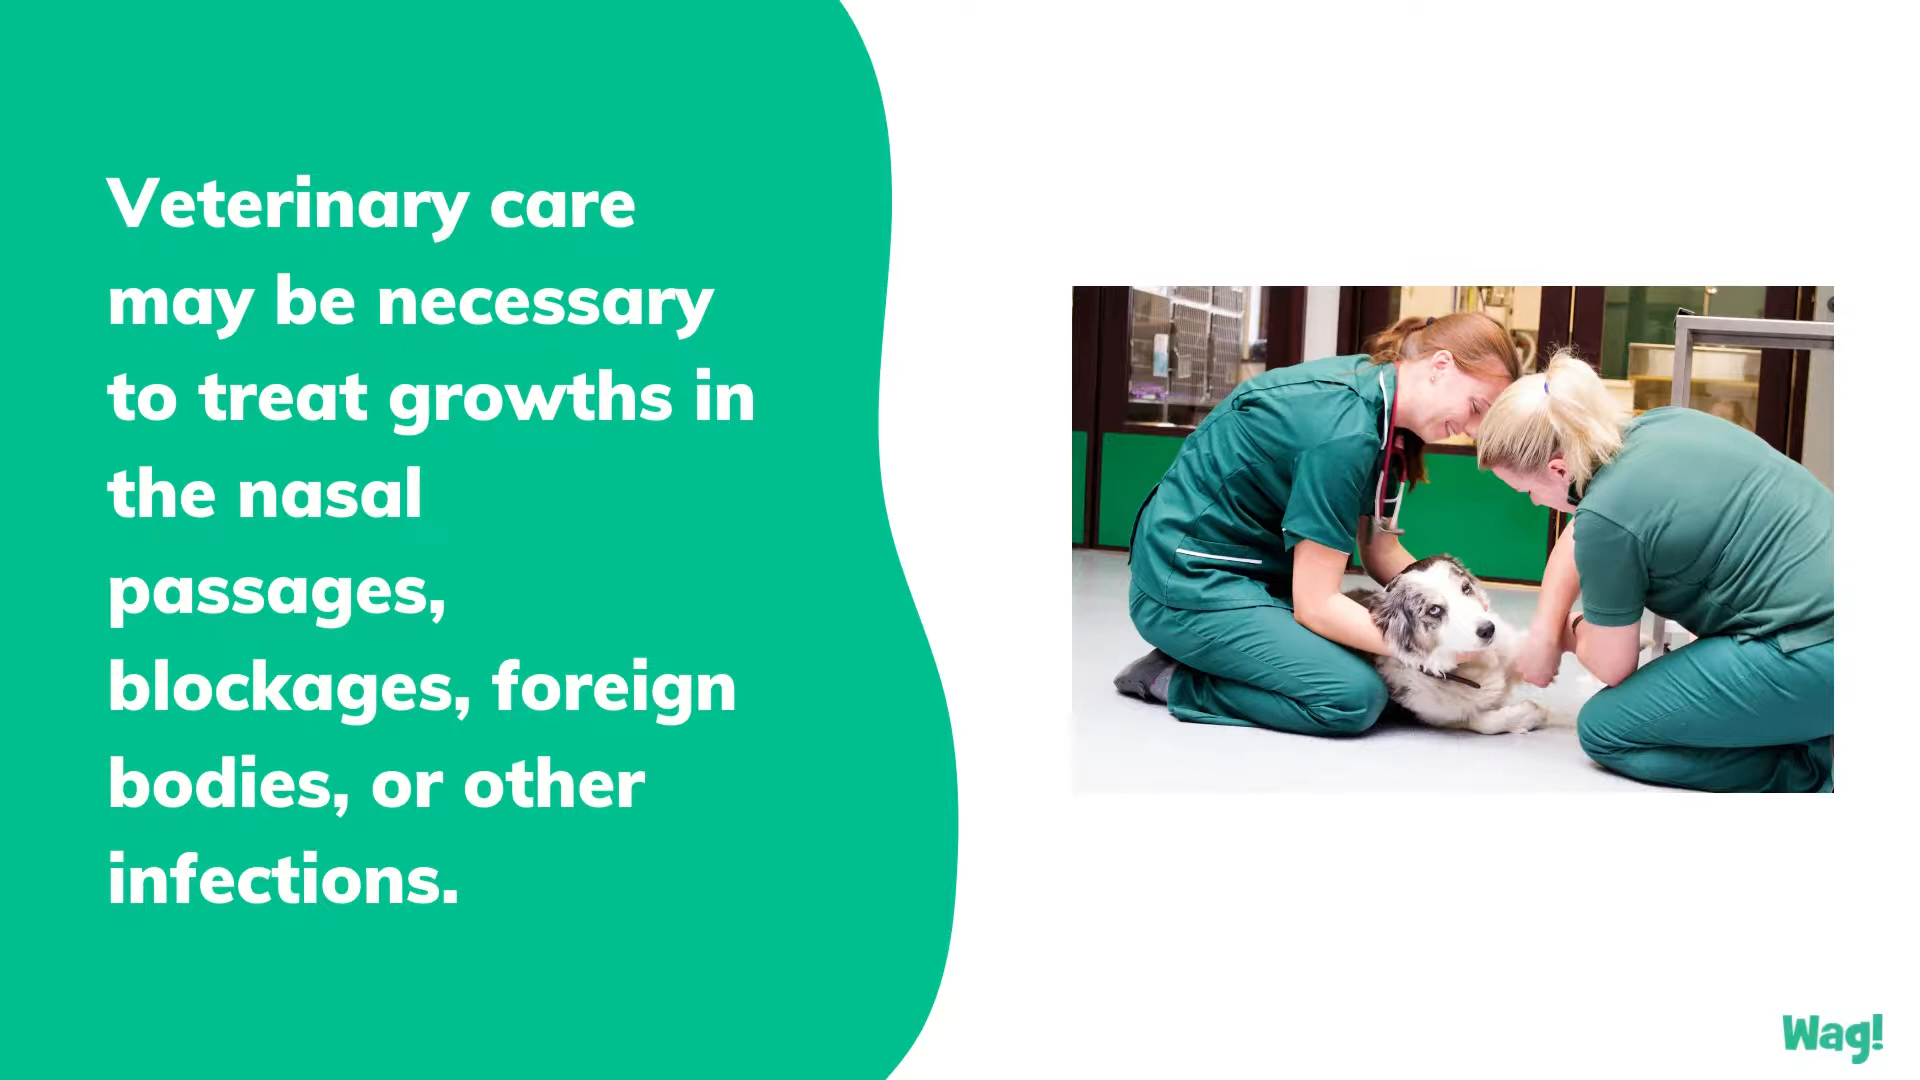 Veterinary care
may be necessary
to treat growths in
the nasal
passages,
blockages, foreign
bodies, or other
infections.
Wag!